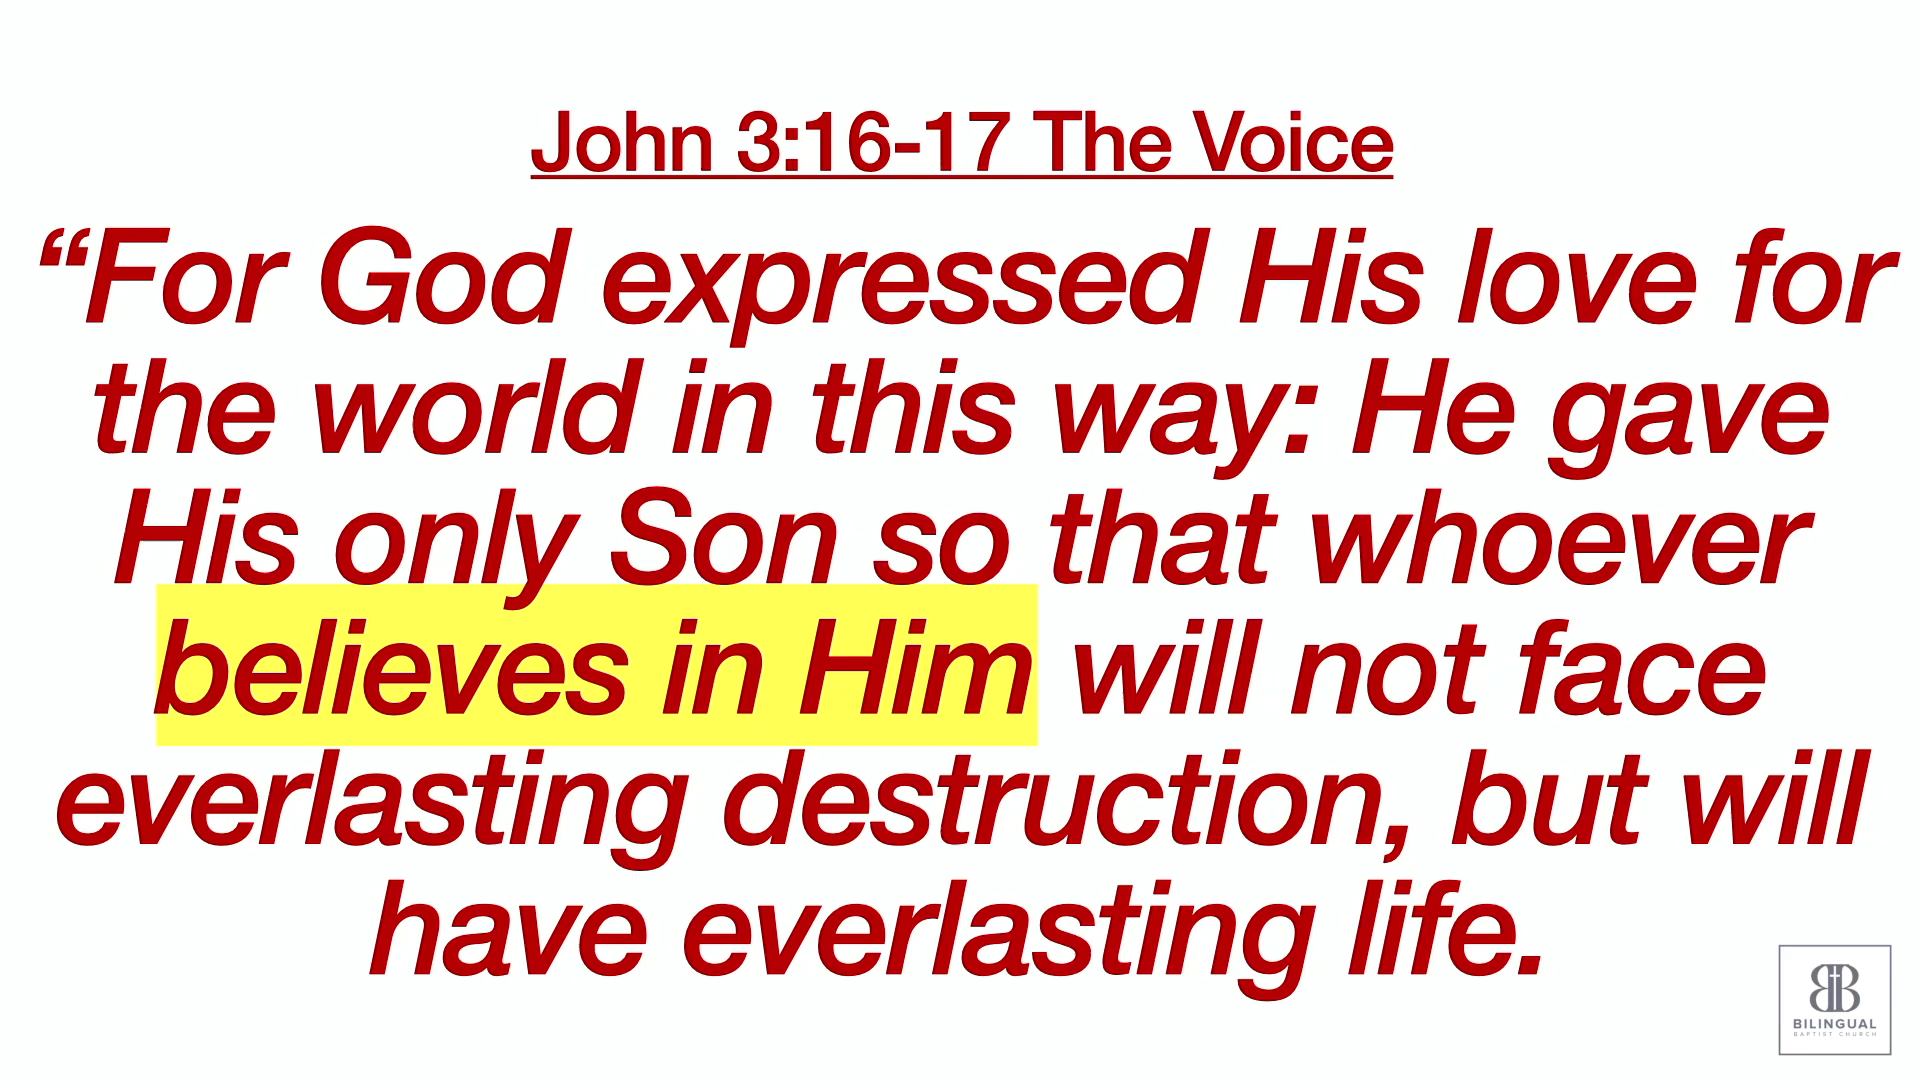 John 3:16-17 The Voice
“For God expressed His love for
the world in this way: He gave
His only Son so that whoever
believes in Him will not face
everlasting destruction, but will
have everlasting life.
BILINGUAL
BAPTIST CHURCH